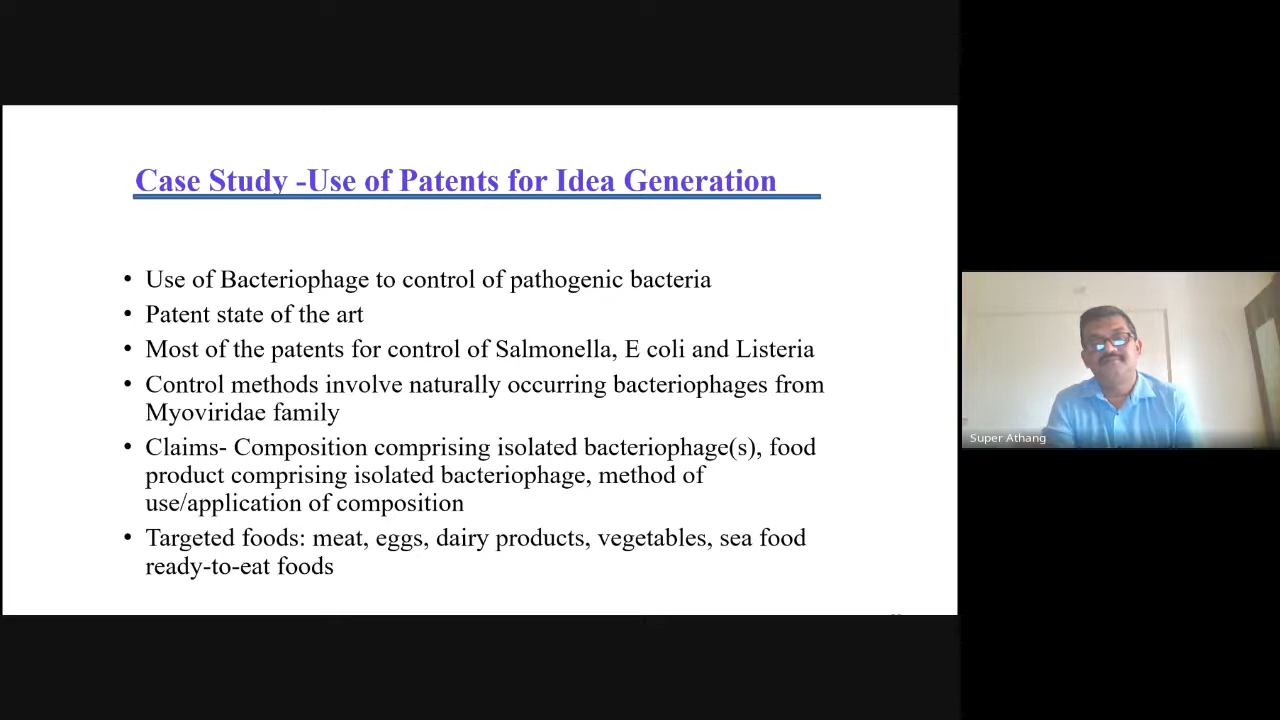 Case Study -Use of Patents for Idea Generation
• Use of Bacteriophage to control of pathogenic bacteria
• Patent state of the art
• Most of the patents for control of Salmonella, E coli and Listeria
• Control methods involve naturally occurring bacteriophages from
Myoviridae family
• Claims- Composition comprising isolated bacteriophage(s), food
product comprising isolated bacteriophage, method of
use/application of composition
• Targeted foods: meat, eggs, dairy products, vegetables, sea food
ready-to-eat foods
Super Athang